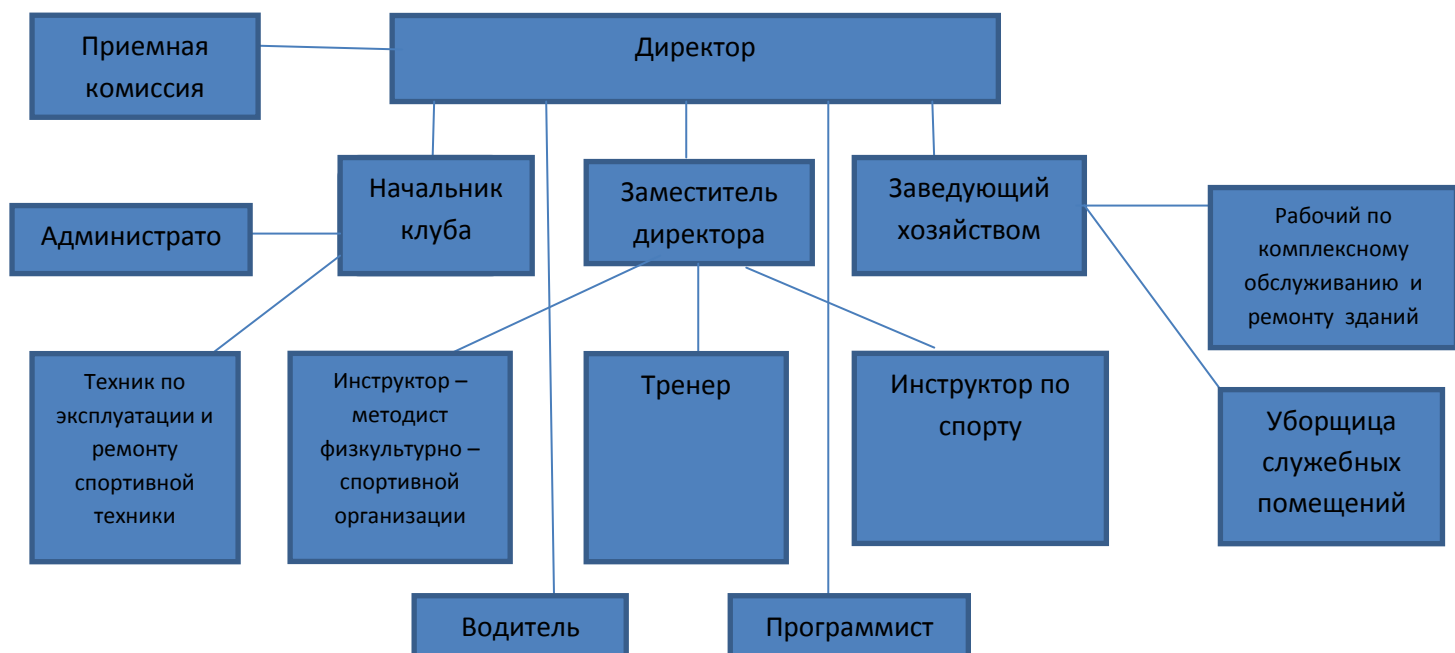 Приемная
комиссия
Директор
Начальник
клуба
Заместитель
директора
Заведующий
хозяйством
Администрато
Рабочий по
комплексному
обслуживанию и
ремонту зданий
Техник по
эксплуатации и
ремонту
спортивной
техники
Инструктор –
методист
физкультурно –
спортивной
организации
Тренер
Инструктор по
спорту
Уборщица
служебных
помещений
Водитель
Программист